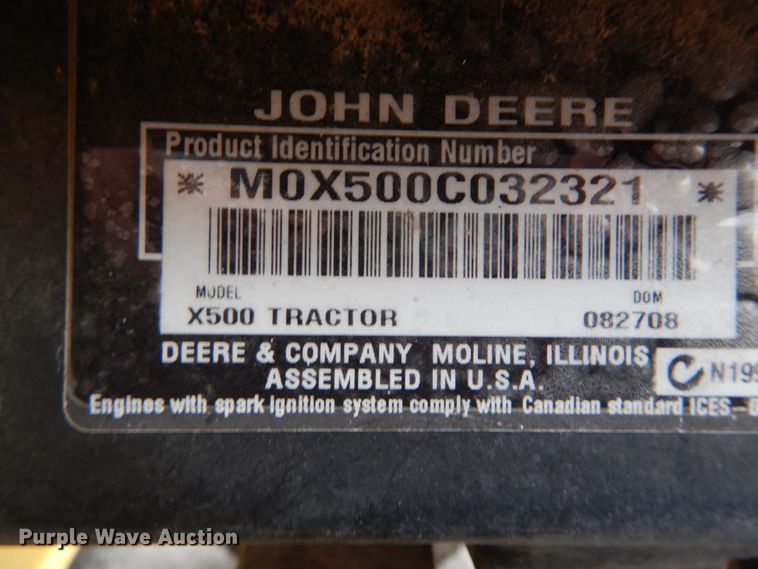 JOHN DEERE
Product Identification Number
* M0X500C032321 *
MODEL DOM
X500 TRACTOR 082708
DEERE & COMPANY MOLINE, ILLINOIS
ASSEMBLED IN U.S.A.
N199
Engines with spark ignition system comply with Canadian standard ICES-
Purple Wave Auction